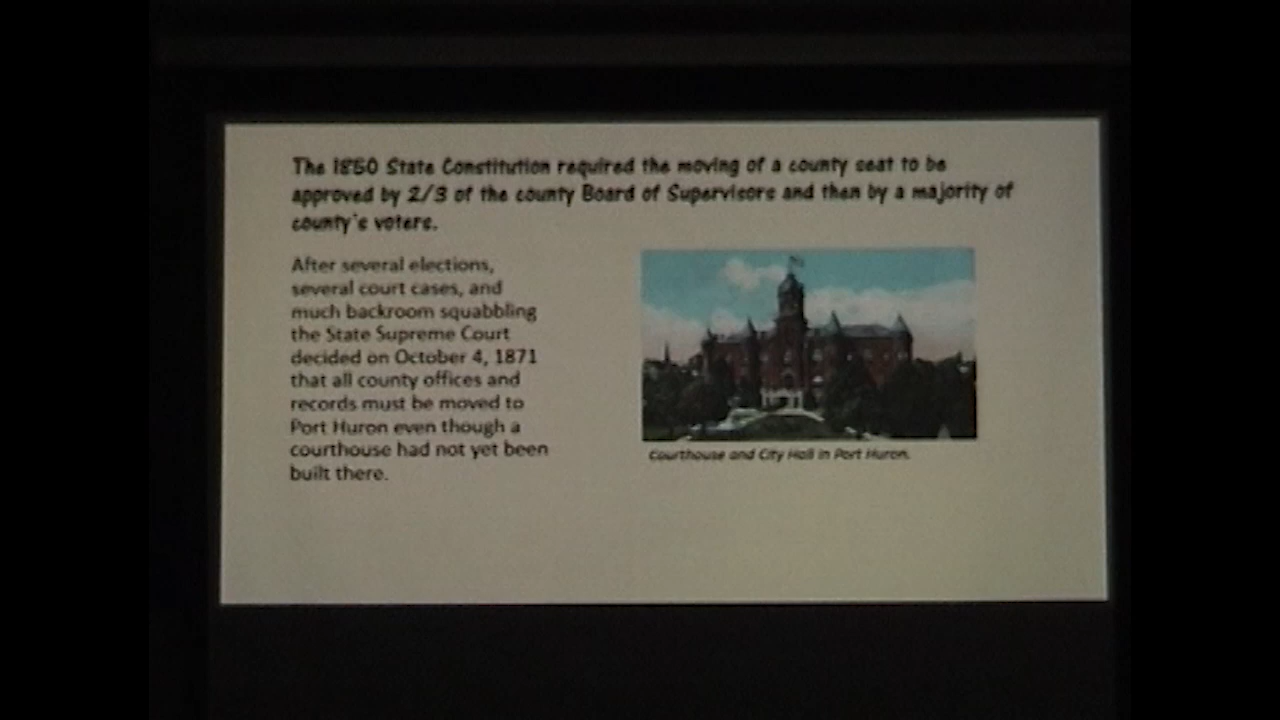 The 1850 State Constitution required the moving of a county seat to be
approved by 2/3 of the county Board of Supervisors and then by a majority of
county's voters.
After several elections,
several court cases, and
much backroom squabbling
the State Supreme Court
decided on October 4, 1871
that all county offices and
records must be moved to
Port Huron even though a
courthouse had not yet been
built there.
Courthouse and City Hall in Port Huron.